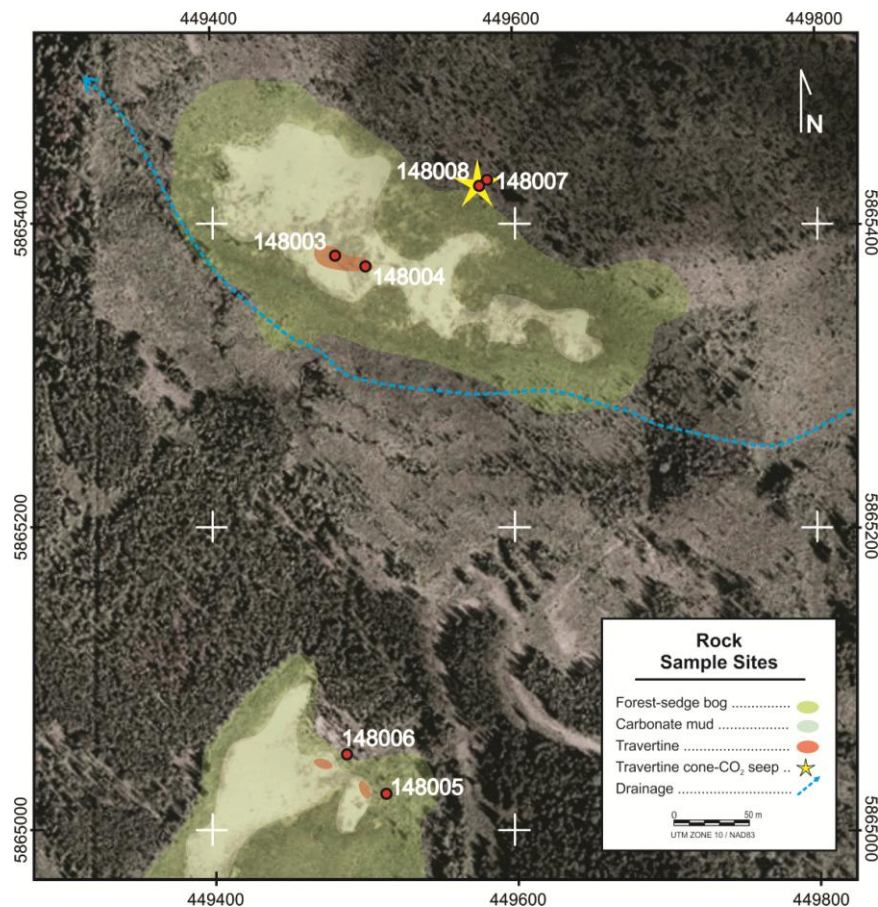 449400
449600
449800
N
148008
148007
5865400
5865400
148003
148004
5865200
5865200
148006
148005
5865000
5865000
Rock
Sample Sites
Forest-sedge bog ..................
Carbonate mud ....................
Travertine .............................
Travertine cone-CO₂ seep ..
Drainage ..............................
0 50 m
UTM ZONE 10 / NAD83
449400
449600
449800